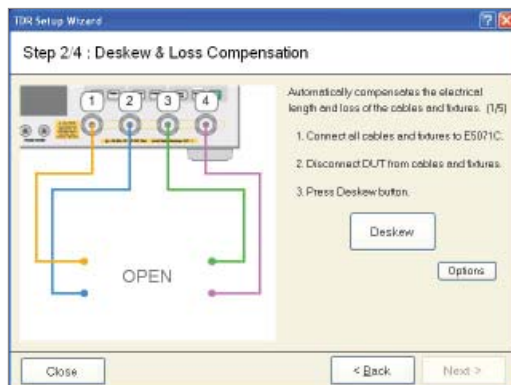 TDR Setup Wizard
Step 2/4 : Deskew & Loss Compensation
1 2 3 4
OPEN
Automatically compensates the electrical
length and loss of the cables and fixtures. (1/5)
1. Connect all cables and fixtures to E5071C.
2. Disconnect DUT from cables and fixtures.
3. Press Deskew button.
Deskew
Options
Close
< Back
Next >